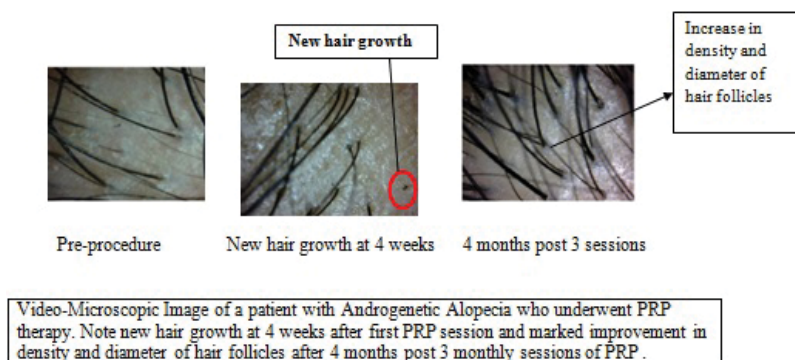 New hair growth
Increase in
density and
diameter of
hair follicles
Pre-procedure
New hair growth at 4 weeks
4 months post 3 sessions
Video-Microscopic Image of a patient with Androgenetic Alopecia who underwent PRP
therapy. Note new hair growth at 4 weeks after first PRP session and marked improvement in
density and diameter of hair follicles after 4 months post 3 monthly sessions of PRP .